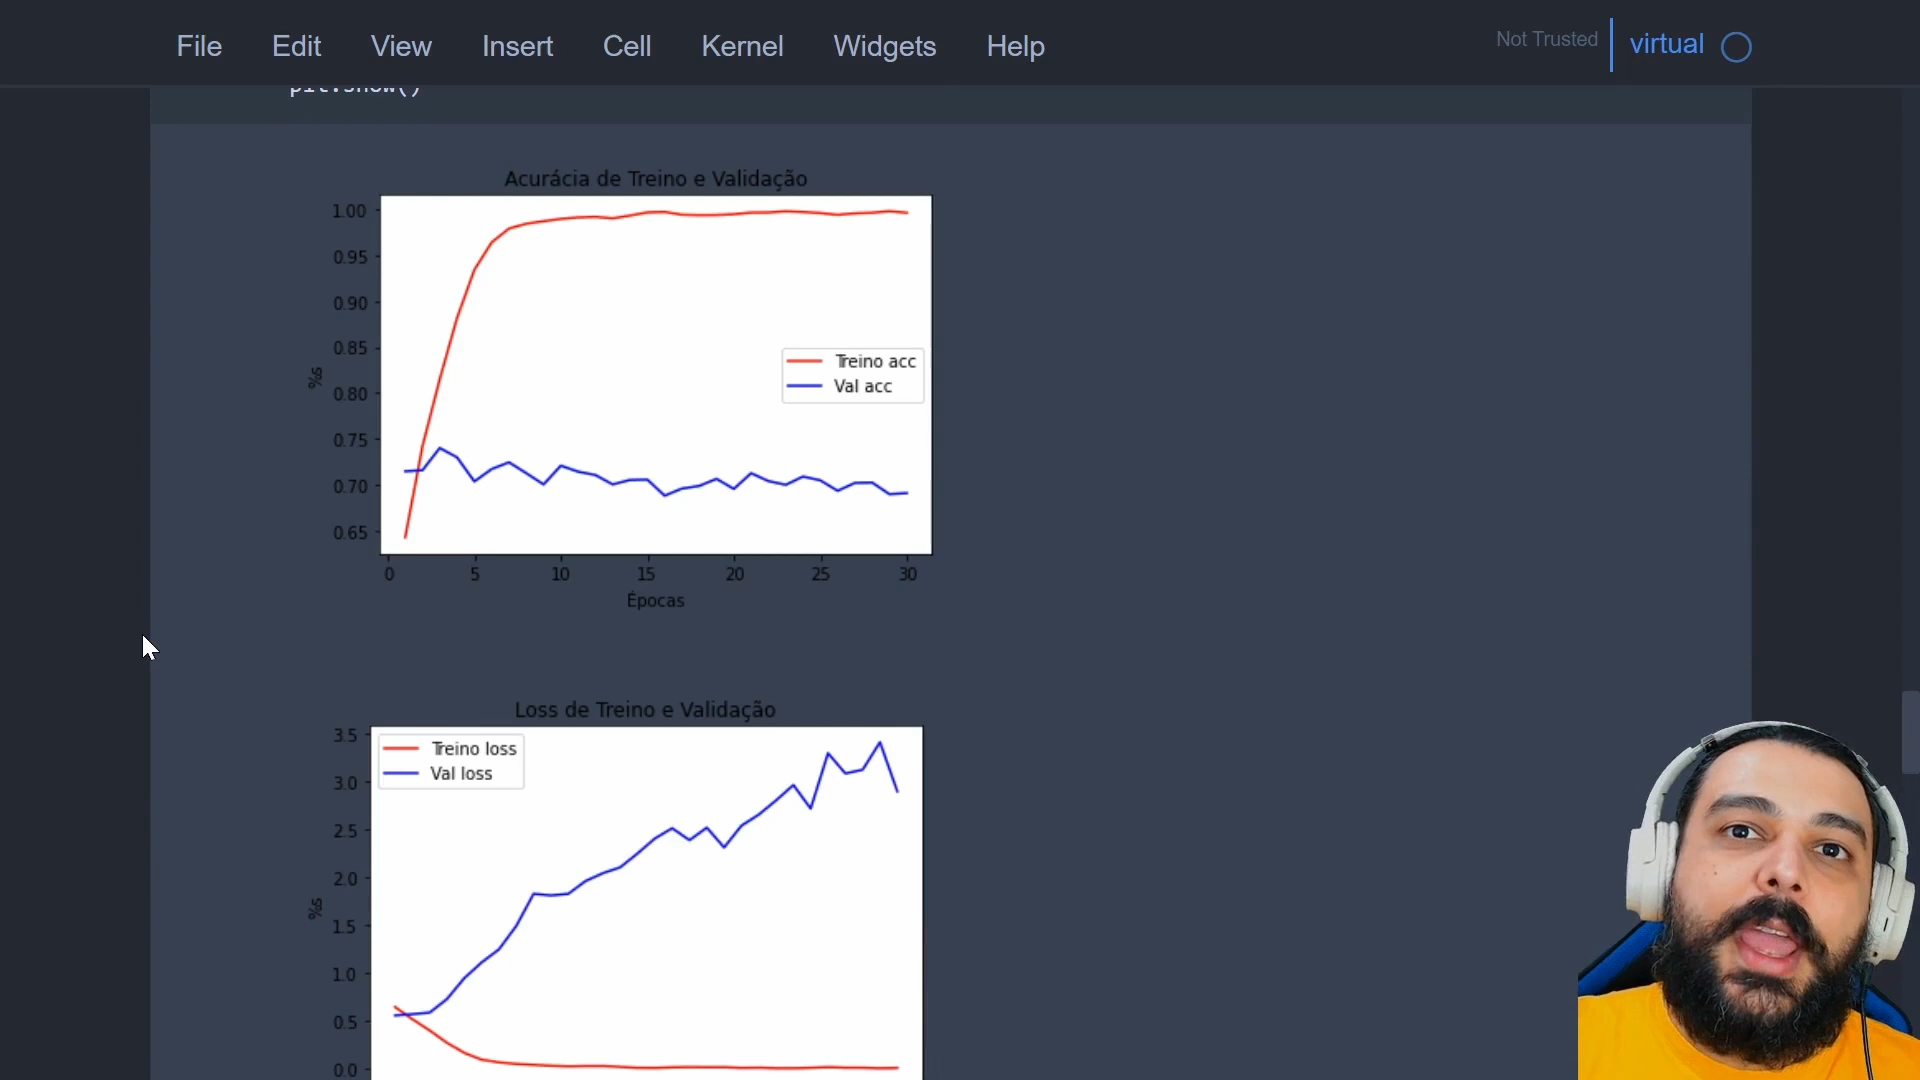 File Edit View Insert Cell Kernel Widgets Help Not Trusted virtual
plt.show()
Acurácia de Treino e Validação
1.00
0.95
0.90
0.85
0.80
0.75
0.70
0.65
%s
Treino acc
Val acc
0 5 10 15 20 25 30
Épocas
Loss de Treino e Validação
3.5
3.0
2.5
2.0
1.5
1.0
0.5
0.0
%s
Treino loss
Val loss